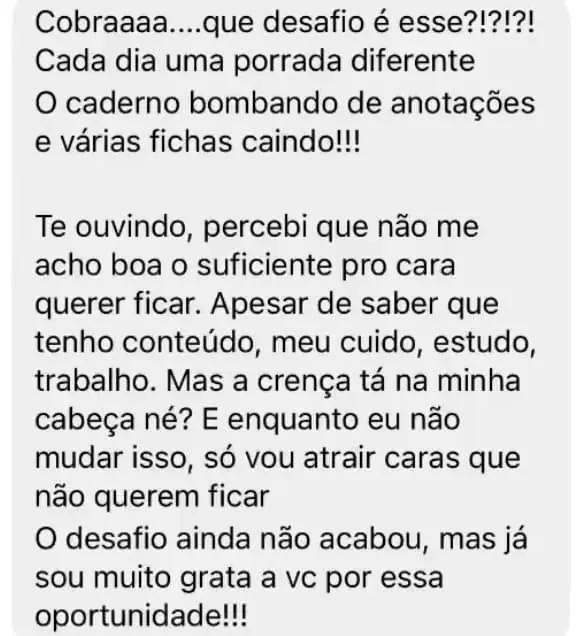 Cobraaaa....que desafio é esse?!?!?!
Cada dia uma porrada diferente
O caderno bombando de anotações
e várias fichas caindo!!!
Te ouvindo, percebi que não me
acho boa o suficiente pro cara
querer ficar. Apesar de saber que
tenho conteúdo, meu cuido, estudo,
trabalho. Mas a crença tá na minha
cabeça né? E enquanto eu não
mudar isso, só vou atrair caras que
não querem ficar
O desafio ainda não acabou, mas já
sou muito grata a vc por essa
oportunidade!!!